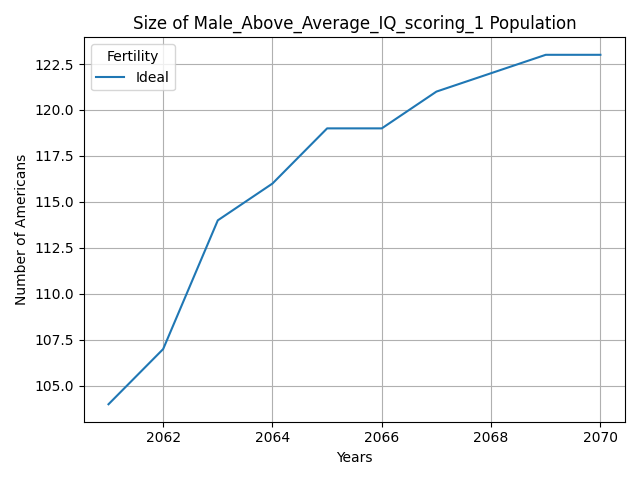 Size of Male_Above_Average_IQ_scoring_1 Population
Fertility
Ideal
Number of Americans
122.5
120.0
117.5
115.0
112.5
110.0
107.5
105.0
2062 2064 2066 2068 2070
Years